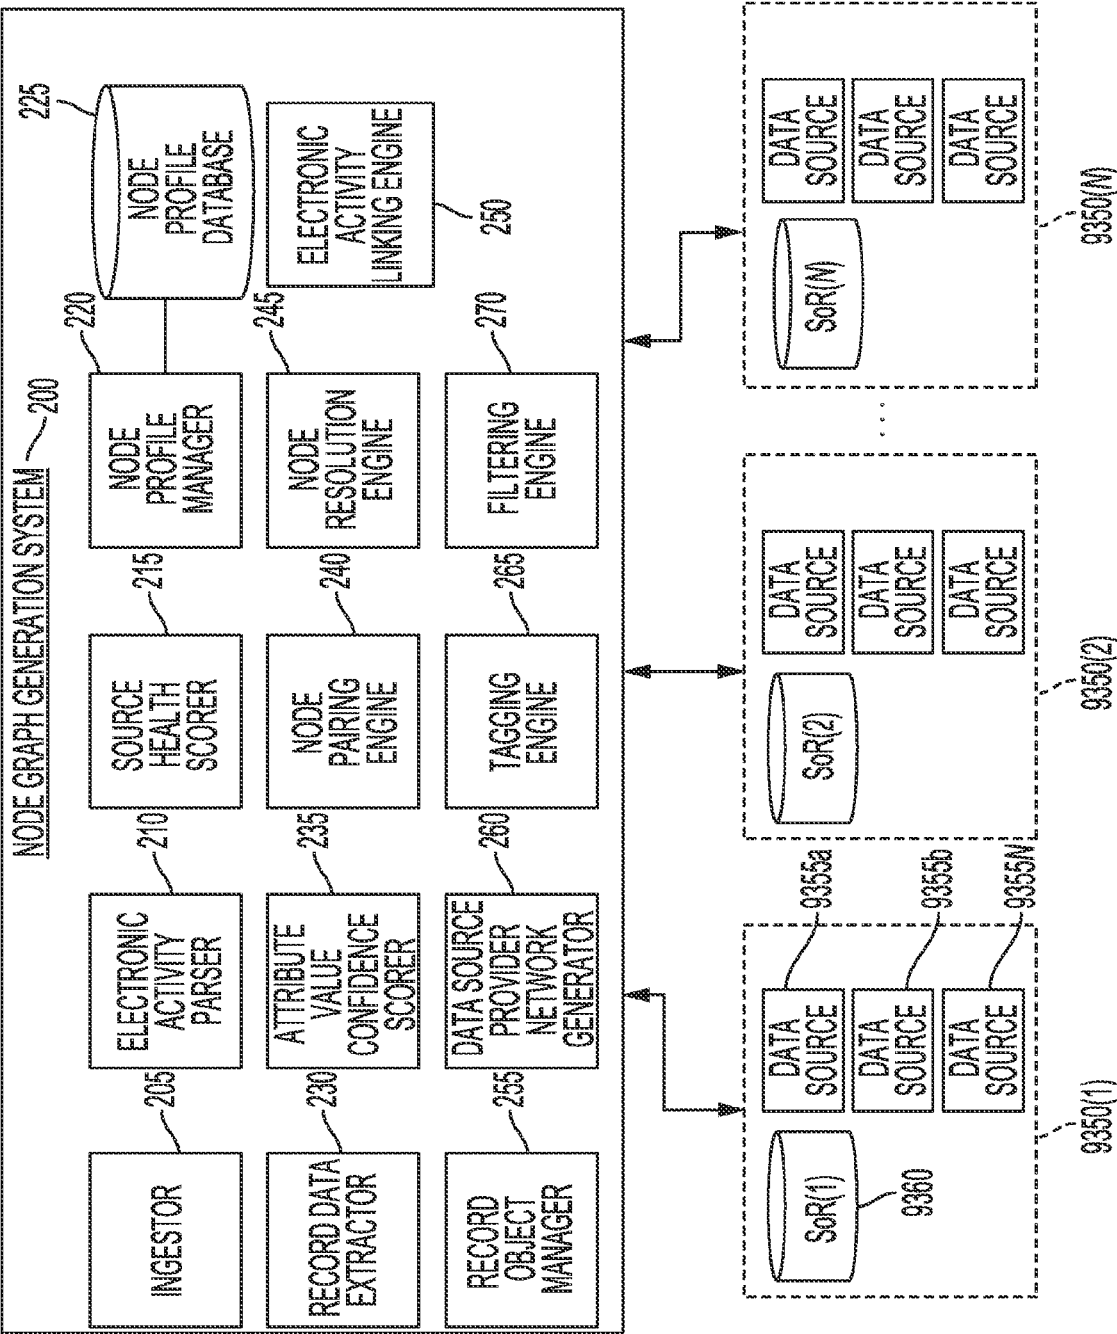 NODE GRAPH GENERATION SYSTEM
200
INGESTOR
205
ELECTRONIC
ACTIVITY
PARSER
210
SOURCE
HEALTH
SCORER
215
NODE
PROFILE
MANAGER
220
NODE
PROFILE
DATABASE
225
RECORD DATA
EXTRACTOR
230
ATTRIBUTE
VALUE
CONFIDENCE
SCORER
235
NODE
PAIRING
ENGINE
240
NODE
RESOLUTION
ENGINE
245
ELECTRONIC
ACTIVITY
LINKING ENGINE
250
RECORD
OBJECT
MANAGER
255
DATA SOURCE
PROVIDER
NETWORK
GENERATOR
260
TAGGING
ENGINE
265
FILTERING
ENGINE
270
SoR(1)
9360
DATA
SOURCE
9355a
DATA
SOURCE
9355b
DATA
SOURCE
9355N
9350(1)
SoR(2)
DATA
SOURCE
DATA
SOURCE
DATA
SOURCE
9350(2)
. . .
SoR(N)
DATA
SOURCE
DATA
SOURCE
DATA
SOURCE
9350(N)